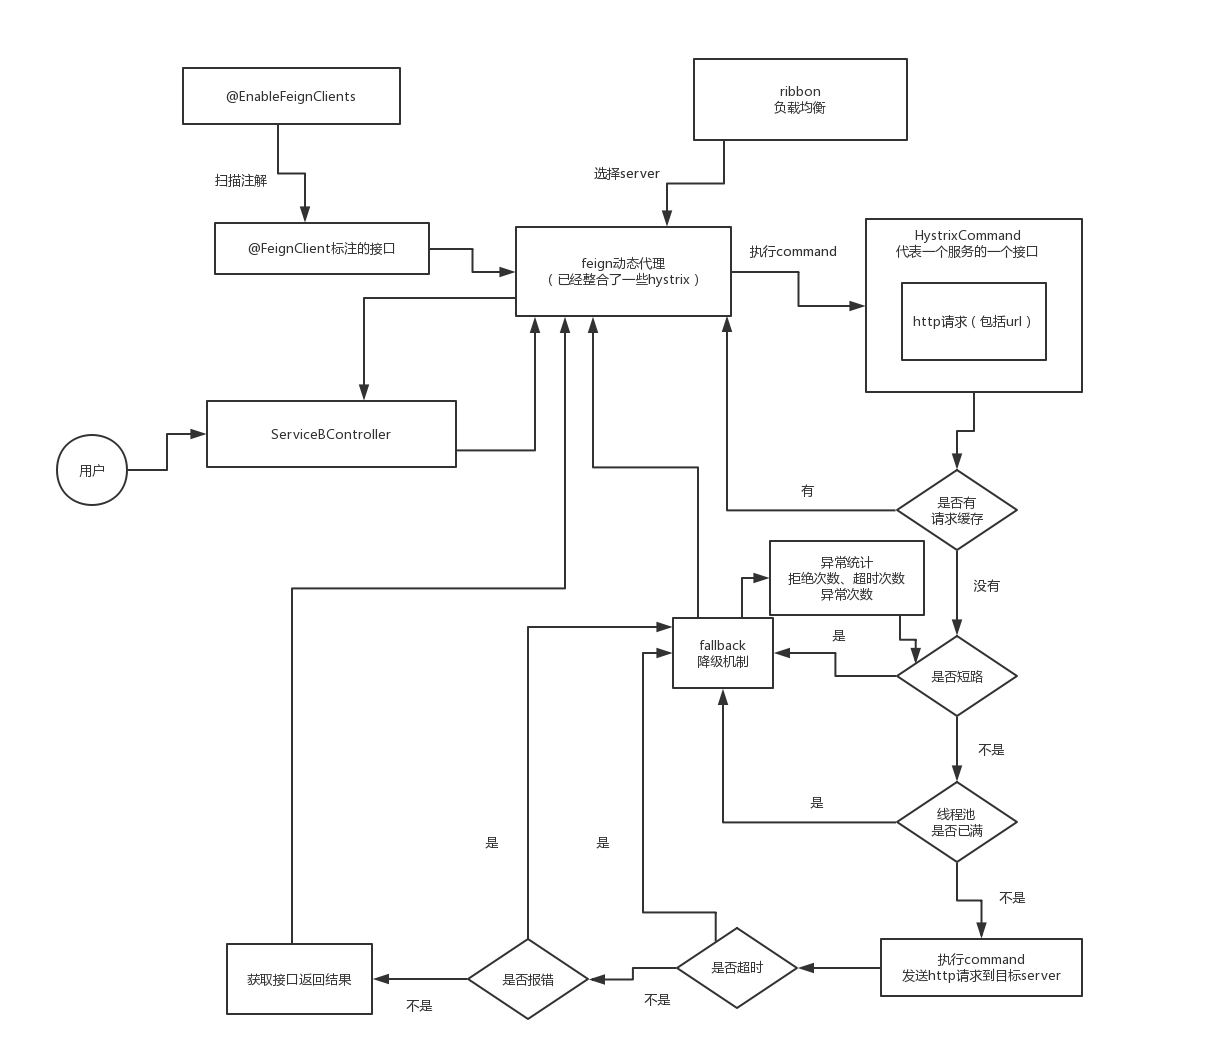 @EnableFeignClients
ribbon
负载均衡
扫描注解
选择server
@FeignClient标注的接口
feign动态代理
（已经整合了一些hystrix）
执行command
HystrixCommand
代表一个服务的一个接口
http请求（包括url）
用户
ServiceBController
有
是否有
请求缓存
没有
异常统计
拒绝次数、超时次数
异常次数
fallback
降级机制
是
是否短路
不是
是
线程池
是否已满
是
是
不是
获取接口返回结果
不是
是否报错
不是
是否超时
执行command
发送http请求到目标server